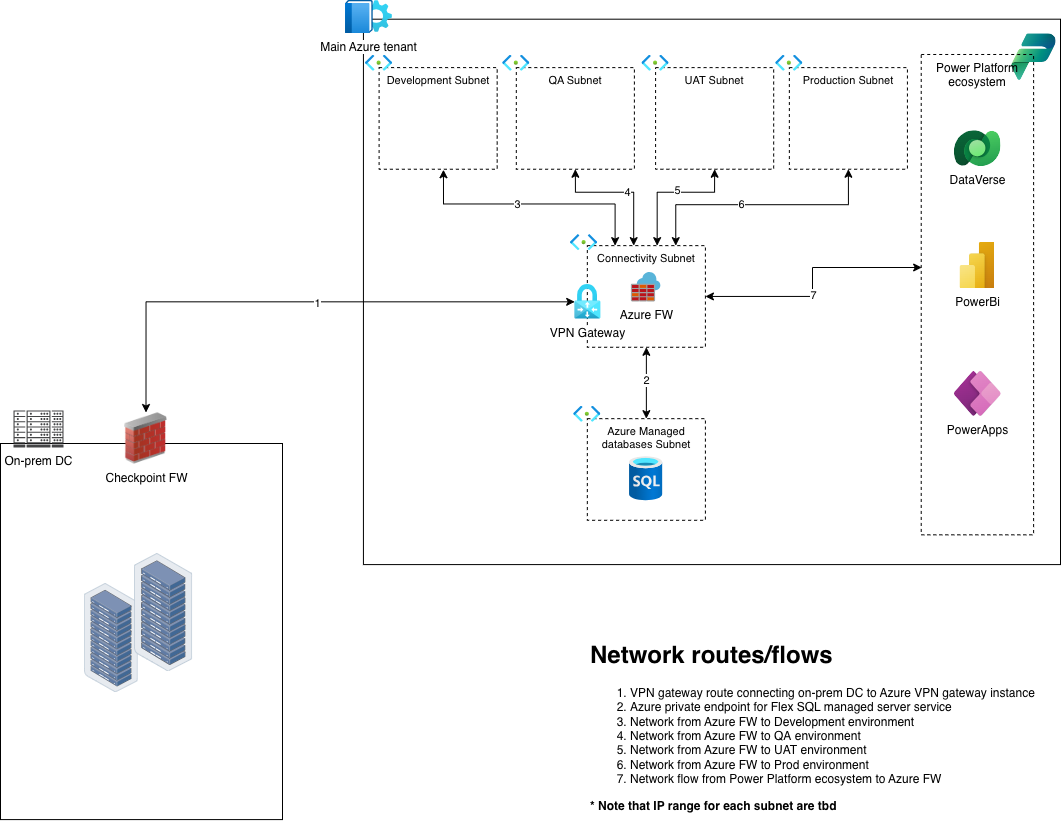 Main Azure tenant
Development Subnet
QA Subnet
UAT Subnet
Production Subnet
Power Platform
ecosystem
DataVerse
PowerBi
PowerApps
3
4
5
6
Connectivity Subnet
Azure FW
VPN Gateway
7
1
2
Azure Managed
databases Subnet
SQL
On-prem DC
Checkpoint FW
Network routes/flows
1. VPN gateway route connecting on-prem DC to Azure VPN gateway instance
2. Azure private endpoint for Flex SQL managed server service
3. Network from Azure FW to Development environment
4. Network from Azure FW to QA environment
5. Network from Azure FW to UAT environment
6. Network from Azure FW to Prod environment
7. Network flow from Power Platform ecosystem to Azure FW
* Note that IP range for each subnet are tbd